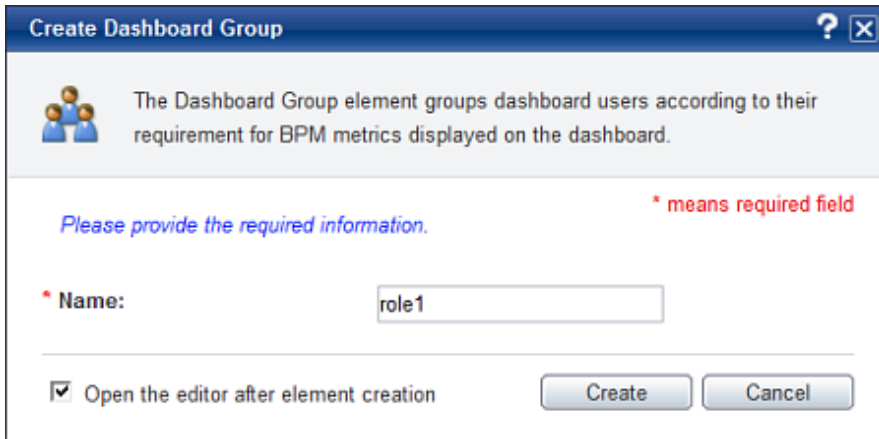 Create Dashboard Group ?
The Dashboard Group element groups dashboard users according to their
requirement for BPM metrics displayed on the dashboard.
* means required field
Please provide the required information.
* Name: role1
Open the editor after element creation Create Cancel